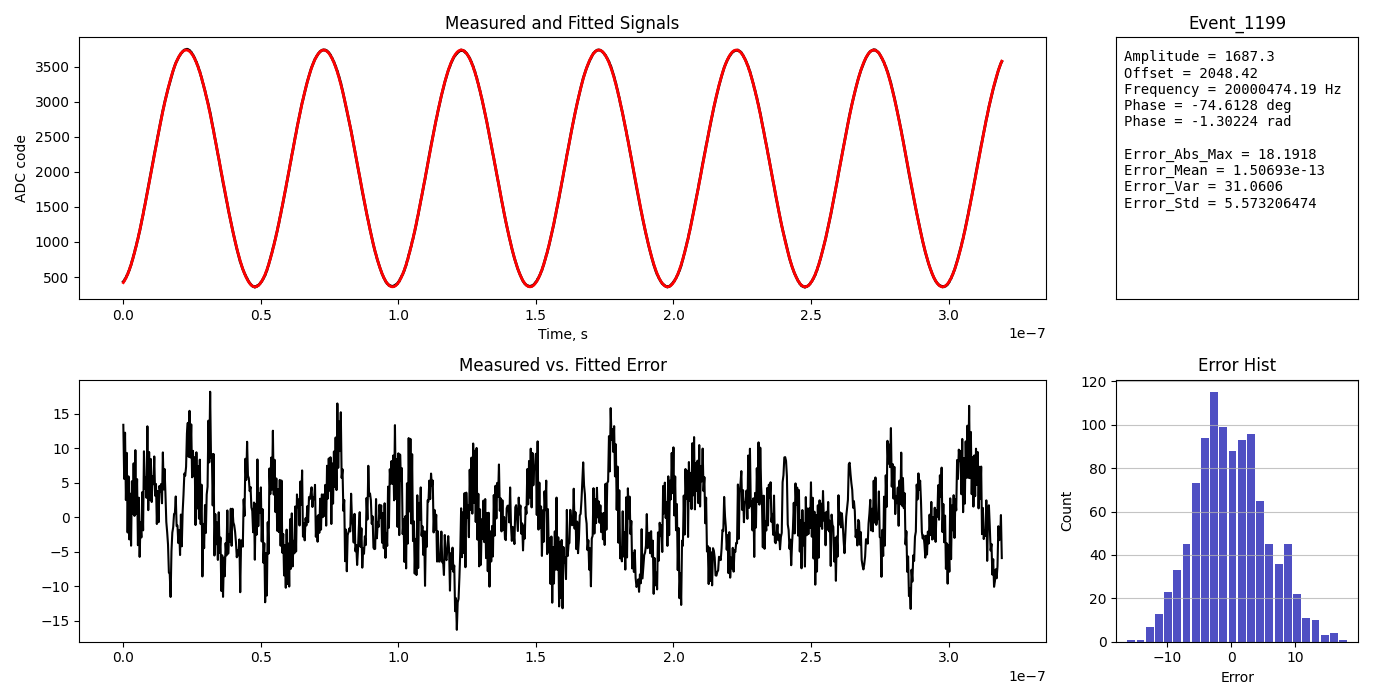 Measured and Fitted Signals
ADC code
3500
3000
2500
2000
1500
1000
500
0.0 0.5 1.0 1.5 2.0 2.5 3.0
Time, s
1e-7
Event_1199
Amplitude = 1687.3
Offset = 2048.42
Frequency = 20000474.19 Hz
Phase = -74.6128 deg
Phase = -1.30224 rad
Error_Abs_Max = 18.1918
Error_Mean = 1.50693e-13
Error_Var = 31.0606
Error_Std = 5.573206474
Measured vs. Fitted Error
15
10
5
0
−5
−10
−15
0.0 0.5 1.0 1.5 2.0 2.5 3.0
1e-7
Error Hist
Count
120
100
80
60
40
20
0
−10 0 10
Error